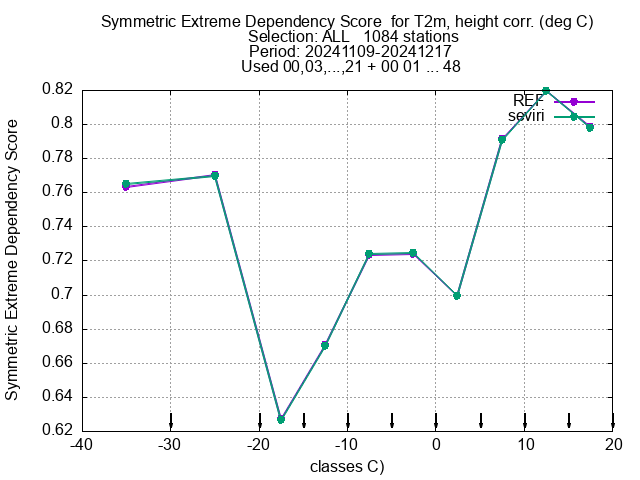 Symmetric Extreme Dependency Score  for T2m, height corr. (deg C)
Selection: ALL   1084 stations
Period: 20241109-20241217
Used 00,03,...,21 + 00 01 ... 48
REF
seviri
Symmetric Extreme Dependency Score
0.82
0.8
0.78
0.76
0.74
0.72
0.7
0.68
0.66
0.64
0.62
-40 -30 -20 -10 0 10 20
classes C)